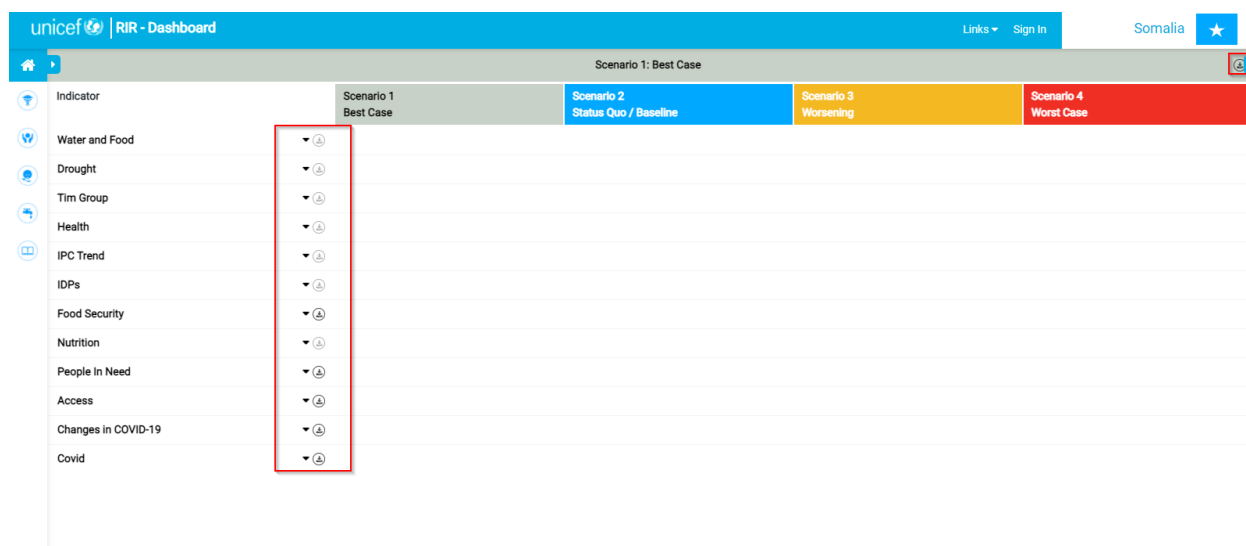 unicef RIR - Dashboard Links Sign In Somalia
Scenario 1: Best Case
Indicator Scenario 1 Scenario 2 Scenario 3 Scenario 4
Best Case Status Quo / Baseline Worsening Worst Case
Water and Food
Drought
Tim Group
Health
IPC Trend
IDPs
Food Security
Nutrition
People In Need
Access
Changes in COVID-19
Covid